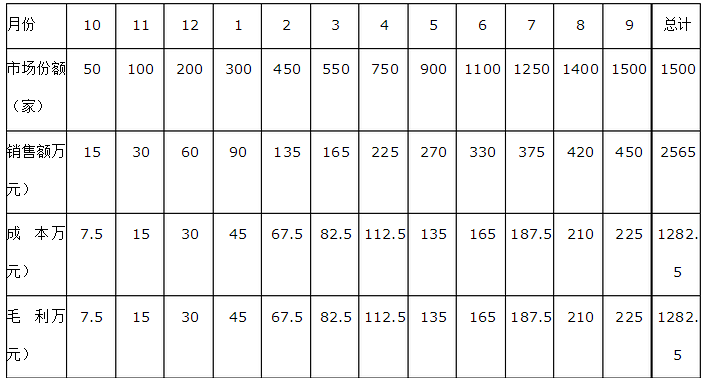 月份 10 11 12 1 2 3 4 5 6 7 8 9 总计
市场份额 50 100 200 300 450 550 750 900 1100 1250 1400 1500 1500
（家）
销售额万 15 30 60 90 135 165 225 270 330 375 420 450 2565
元）
成 本万 7.5 15 30 45 67.5 82.5 112.5 135 165 187.5 210 225 1282.
元） 5
毛 利万 7.5 15 30 45 67.5 82.5 112.5 135 165 187.5 210 225 1282.
元） 5